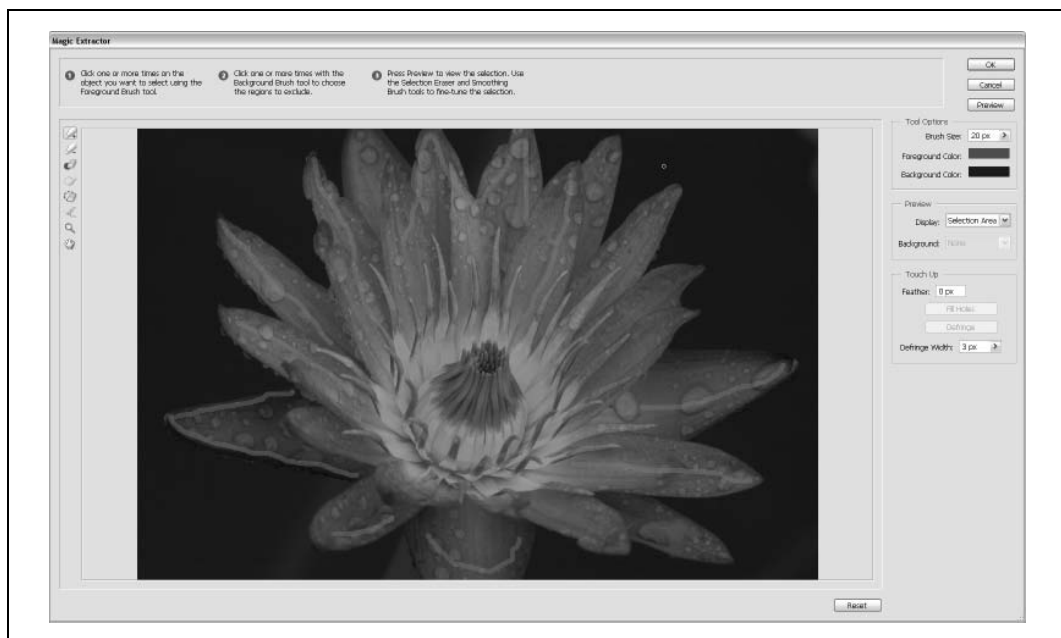 Magic Extractor
1 Click one or more times on the
object you want to select using the
Foreground Brush tool.
2 Click one or more times with the
Background Brush tool to choose
the regions to exclude.
3 Press Preview to view the selection. Use
the Selection Eraser and Smoothing
Brush tools to fine-tune the selection.
OK
Cancel
Preview
Tool Options
Brush Size: 20 px
Foreground Color:
Background Color:
Preview
Display: Selection Area
Background: None
Touch Up
Feather: 0 px
Fill Holes
Defringe
Defringe Width: 3 px
Reset